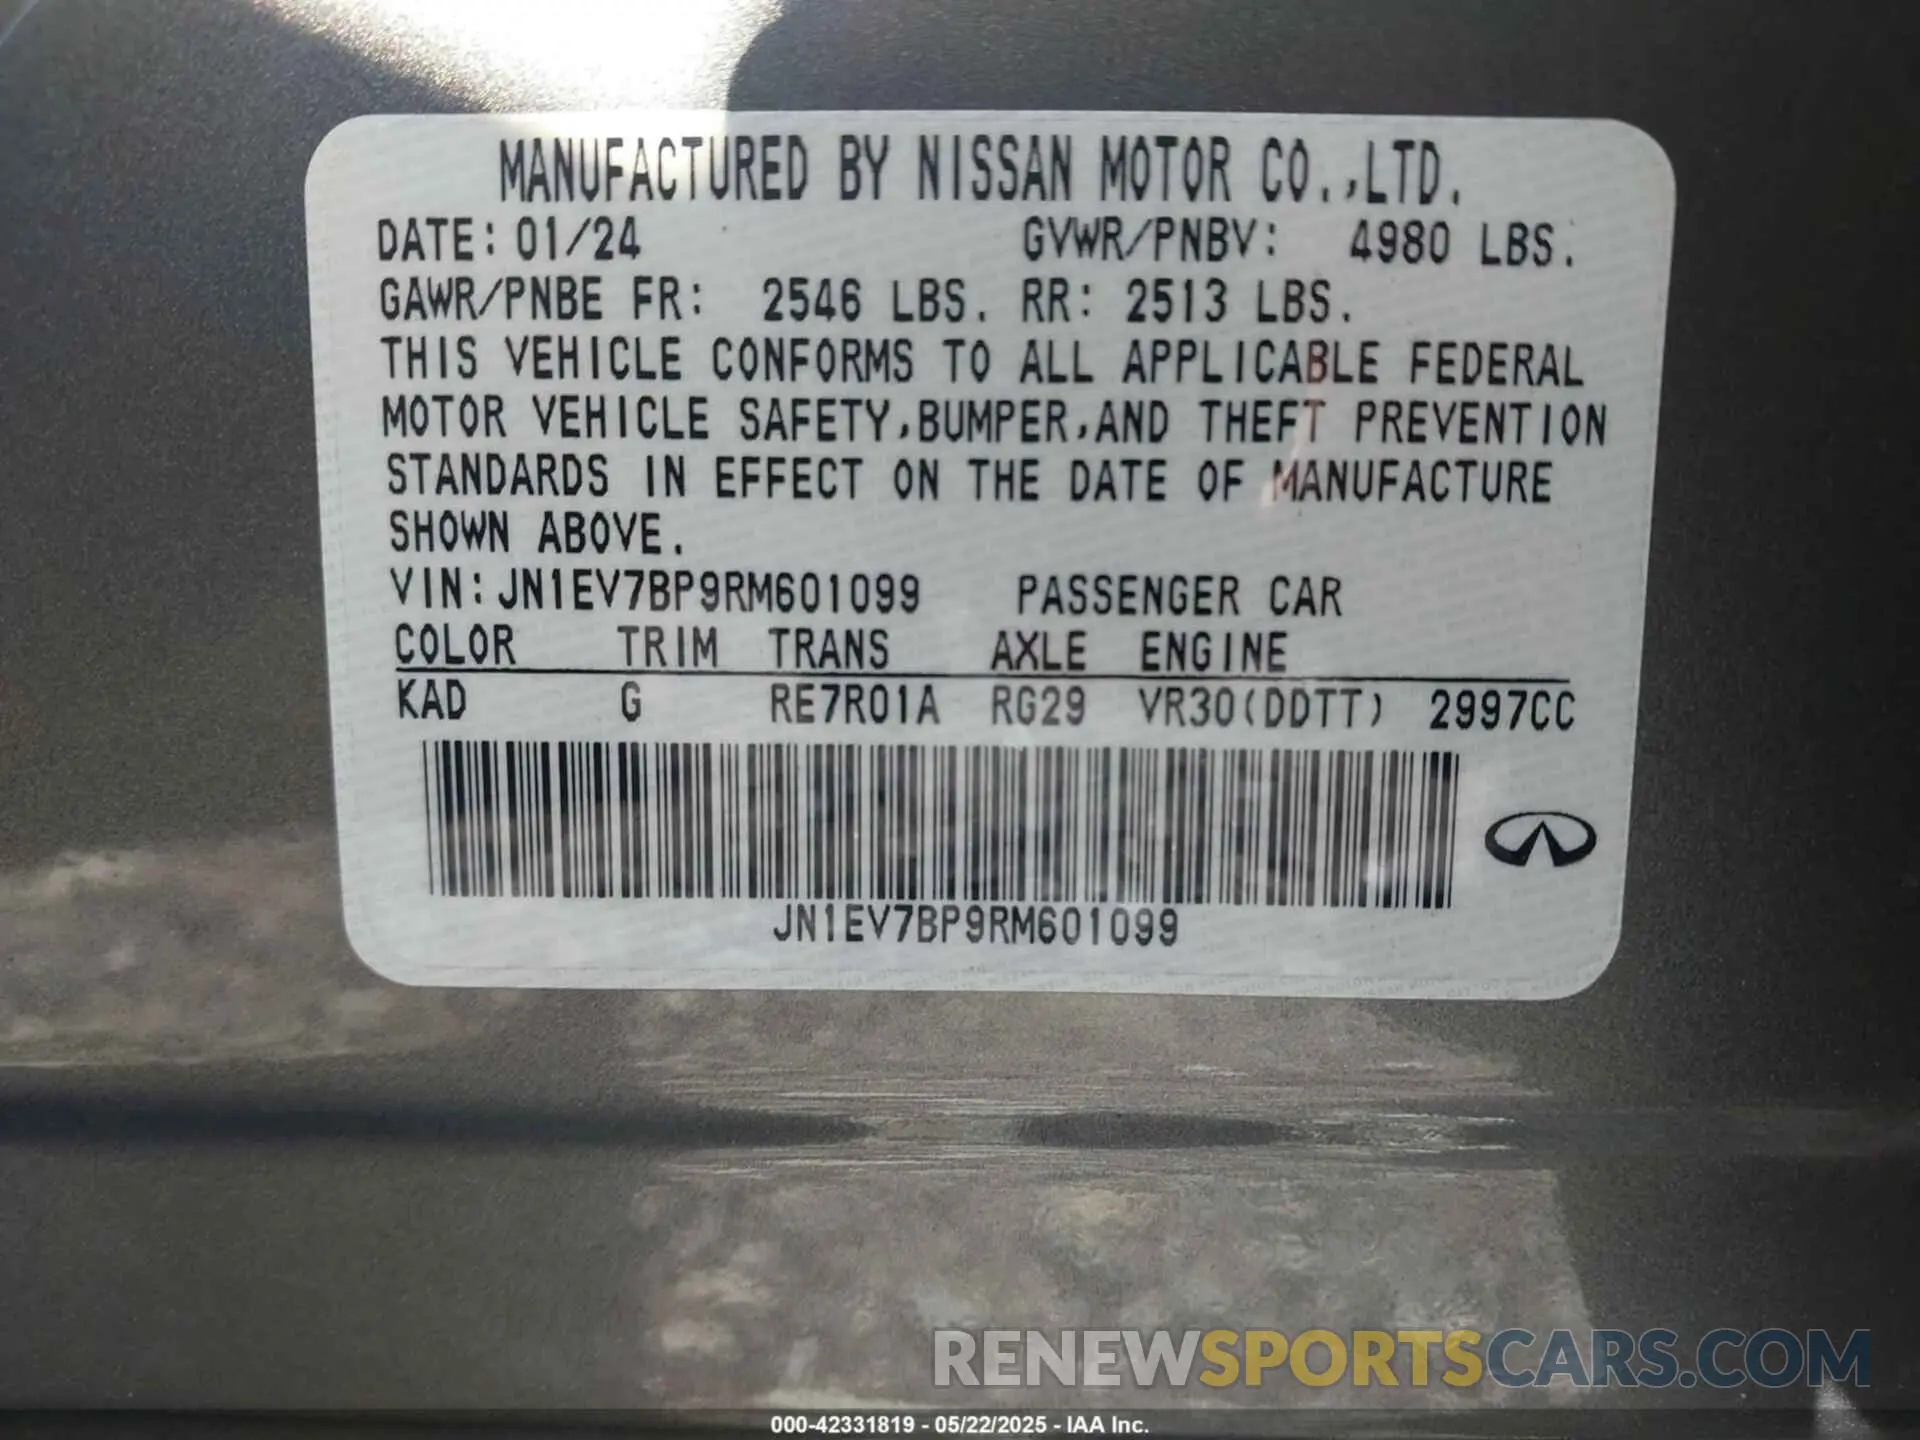 MANUFACTURED BY NISSAN MOTOR CO.,LTD.
DATE: 01/24 GVWR/PNBV: 4980 LBS.
GAWR/PNBE FR: 2546 LBS. RR: 2513 LBS.
THIS VEHICLE CONFORMS TO ALL APPLICABLE FEDERAL
MOTOR VEHICLE SAFETY,BUMPER,AND THEFT PREVENTION
STANDARDS IN EFFECT ON THE DATE OF MANUFACTURE
SHOWN ABOVE.
VIN: JN1EV7BP9RM601099 PASSENGER CAR
COLOR TRIM TRANS AXLE ENGINE
KAD G RE7R01A RG29 VR30(DDTT) 2997CC
JN1EV7BP9RM601099
RENEWSPORTSCARS.COM
000-42331819 - 05/22/2025 - IAA Inc.